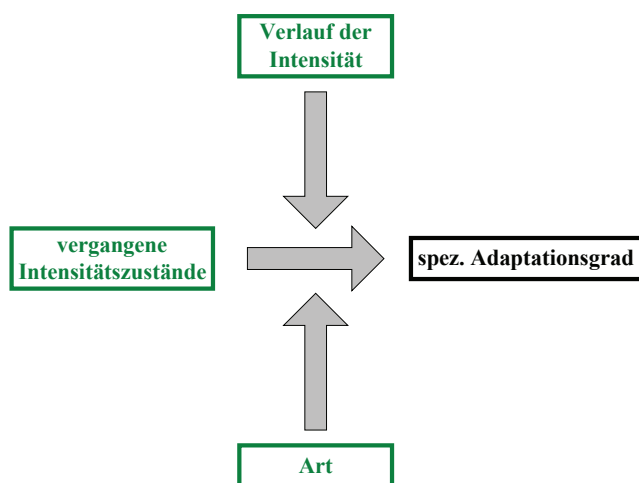 Verlauf der
Intensität
vergangene
Intensitätszustände
spez. Adaptationsgrad
Art